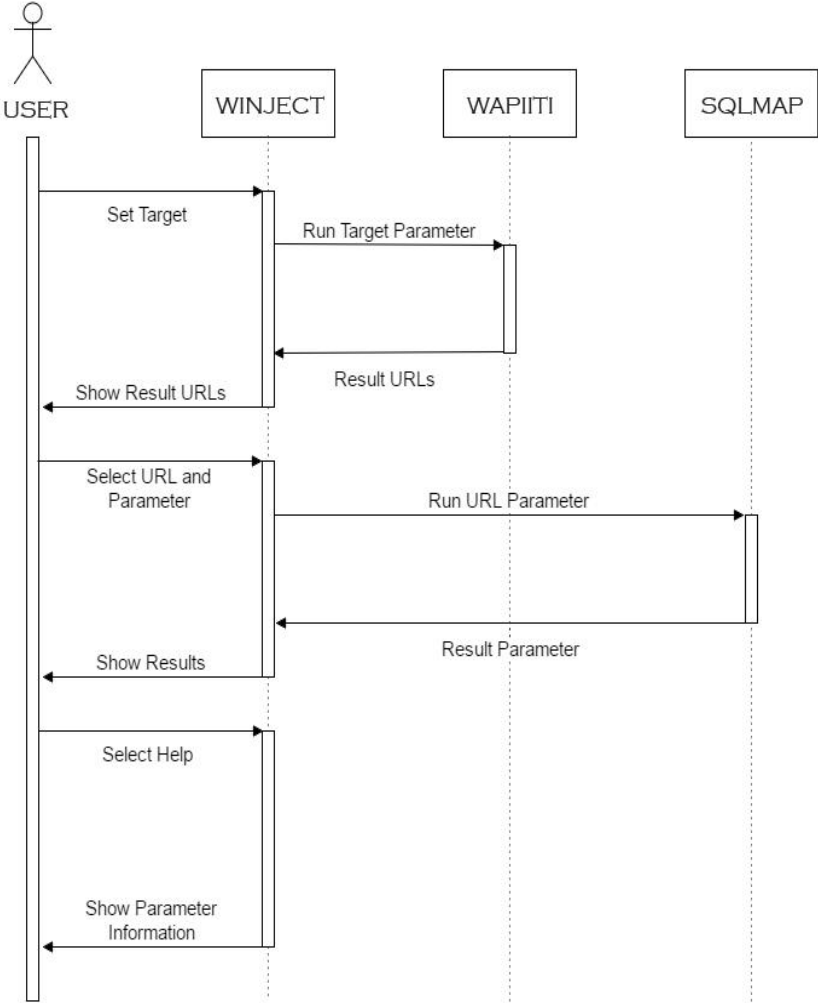 USER
WINJECT
WAPIITI
SQLMAP
Set Target
Run Target Parameter
Result URLs
Show Result URLs
Select URL and
Parameter
Run URL Parameter
Result Parameter
Show Results
Select Help
Show Parameter
Information